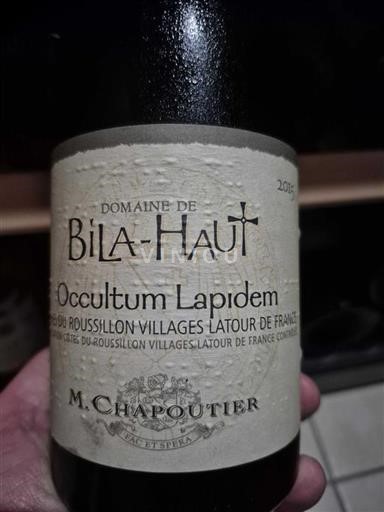 2015
DOMAINE DE
BILA-HAUT
VINIOU
Occultum Lapidem
DU ROUSSILLON VILLAGES LATOUR DE FRANCE
CÔTES DU ROUSSILLON VILLAGES LATOUR DE FRANCE
M. CHAPOUTIER
FAC ET SPERA